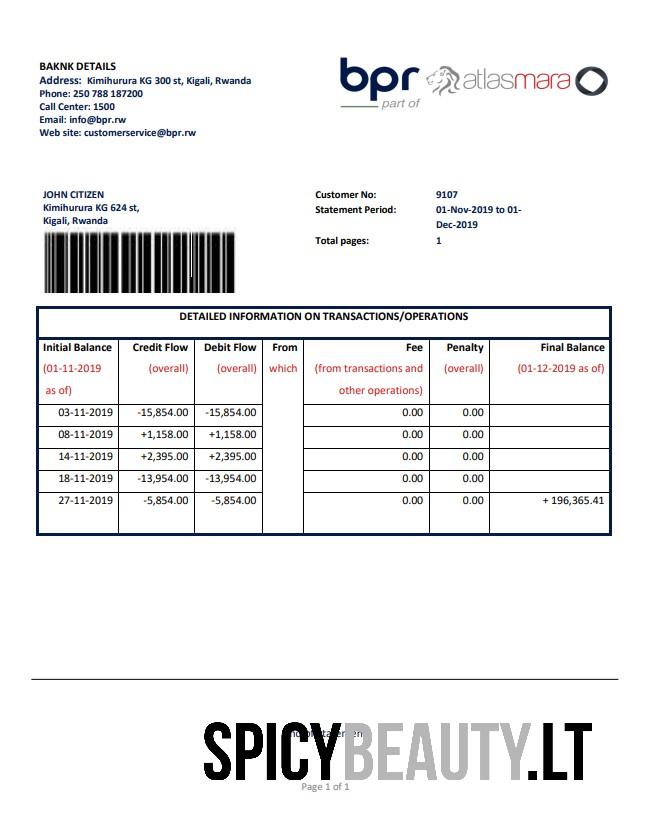 BAKNK DETAILS
Address: Kimihurura KG 300 st, Kigali, Rwanda
Phone: 250 788 187200
Call Center: 1500
Email: info@bpr.rw
Web site: customerservice@bpr.rw
bpr atlasmara
part of
JOHN CITIZEN
Kimihurura KG 624 st,
Kigali, Rwanda
Customer No: 9107
Statement Period: 01-Nov-2019 to 01-
Dec-2019
Total pages: 1
DETAILED INFORMATION ON TRANSACTIONS/OPERATIONS
Initial Balance Credit Flow Debit Flow From Fee Penalty Final Balance
(01-11-2019 (overall) (overall) which (from transactions and (overall) (01-12-2019 as of)
as of) other operations)
03-11-2019 -15,854.00 -15,854.00 0.00 0.00
08-11-2019 +1,158.00 +1,158.00 0.00 0.00
14-11-2019 +2,395.00 +2,395.00 0.00 0.00
18-11-2019 -13,954.00 -13,954.00 0.00 0.00
27-11-2019 -5,854.00 -5,854.00 0.00 0.00 + 196,365.41
SPICYBEAUTY.LT
Page 1 of 1